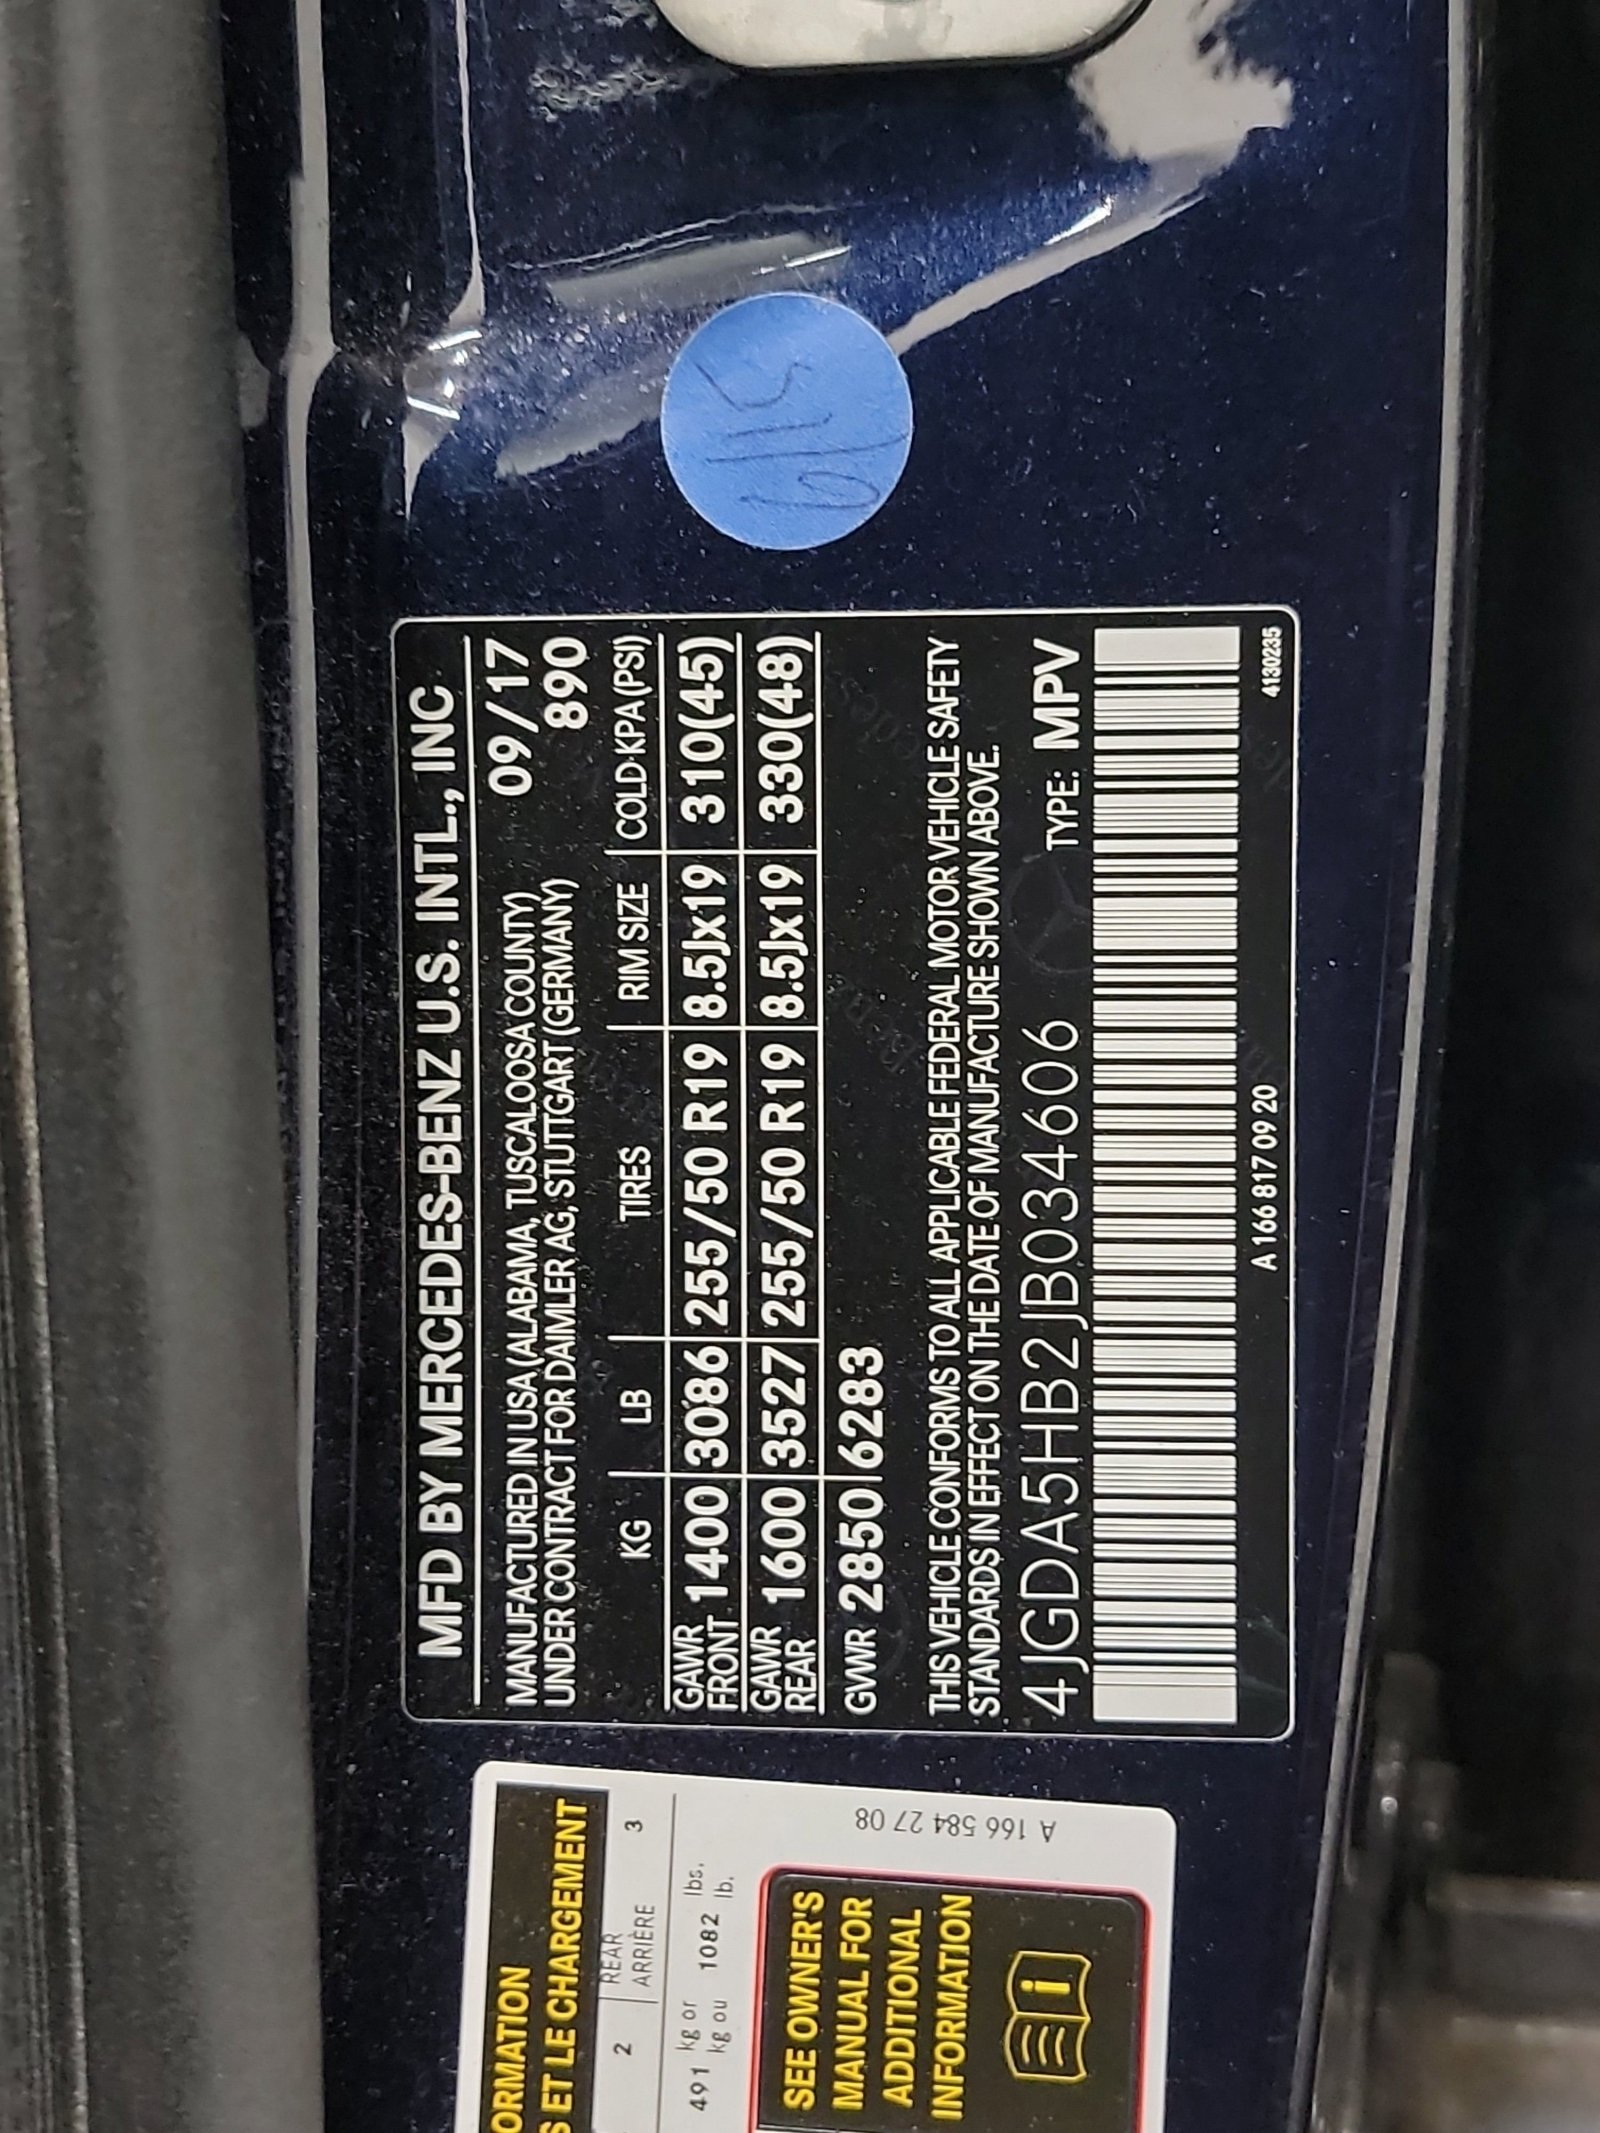 MFD BY MERCEDES-BENZ U.S. INTL., INC
MANUFACTURED IN USA (ALABAMA, TUSCALOOSA COUNTY) 09/17
UNDER CONTRACT FOR DAIMLER AG, STUTTGART (GERMANY) 890
KG LB TIRES RIM SIZE COLD·KPA (PSI)
GAWR FRONT 1400 3086 255/50 R19 8.5Jx19 310(45)
GAWR REAR 1600 3527 255/50 R19 8.5Jx19 330(48)
GVWR 2850 6283
THIS VEHICLE CONFORMS TO ALL APPLICABLE FEDERAL MOTOR VEHICLE SAFETY
STANDARDS IN EFFECT ON THE DATE OF MANUFACTURE SHOWN ABOVE.
4JGDA5HB2JB034606 TYPE: MPV
A 166 817 09 20
4130235
ORMATION
S ET LE CHARGEMENT
2 REAR 3
ARRIÈRE
491 kg or 1082 lbs.
kg ou lb.
SEE OWNER'S
MANUAL FOR
ADDITIONAL
INFORMATION
A 166 584 27 08